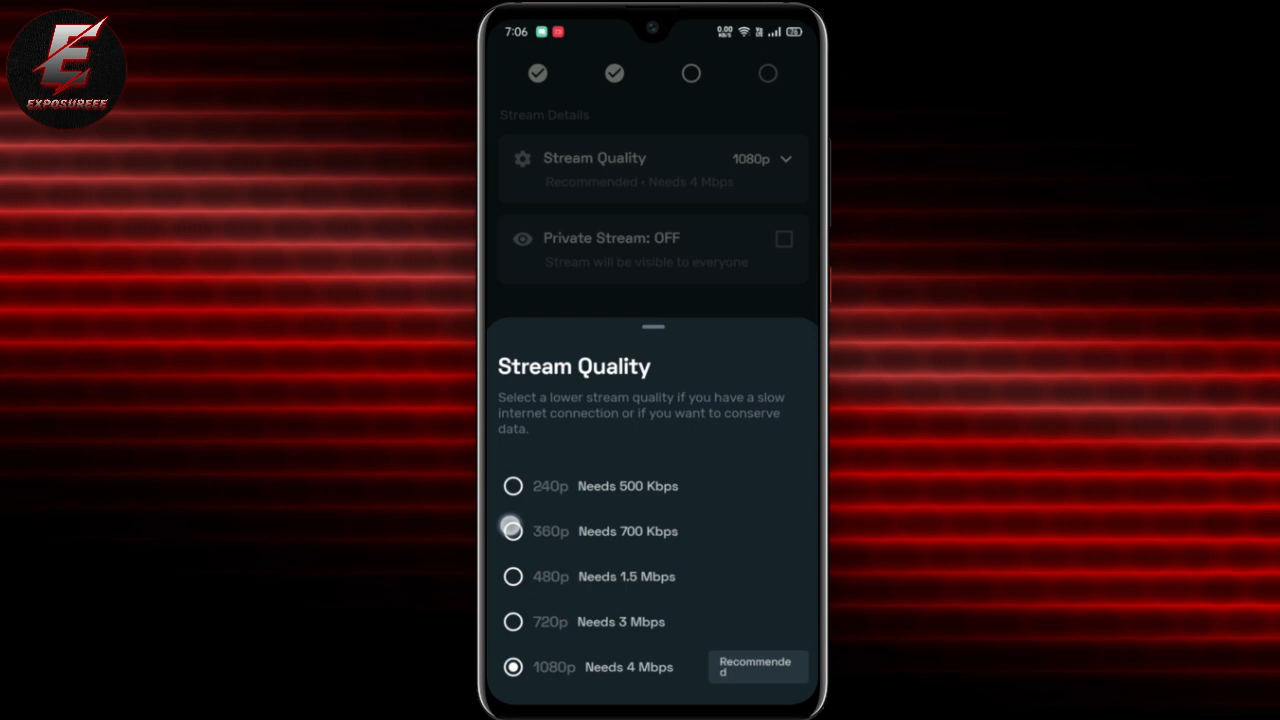 E
EXPOSUREEE
7:06
0.00
KB/S
Stream Details
Stream Quality
1080p
Recommended • Needs 4 Mbps
Private Stream: OFF
Stream will be visible to everyone
Stream Quality
Select a lower stream quality if you have a slow
internet connection or if you want to conserve
data.
240p Needs 500 Kbps
360p Needs 700 Kbps
480p Needs 1.5 Mbps
720p Needs 3 Mbps
1080p Needs 4 Mbps
Recommende
d